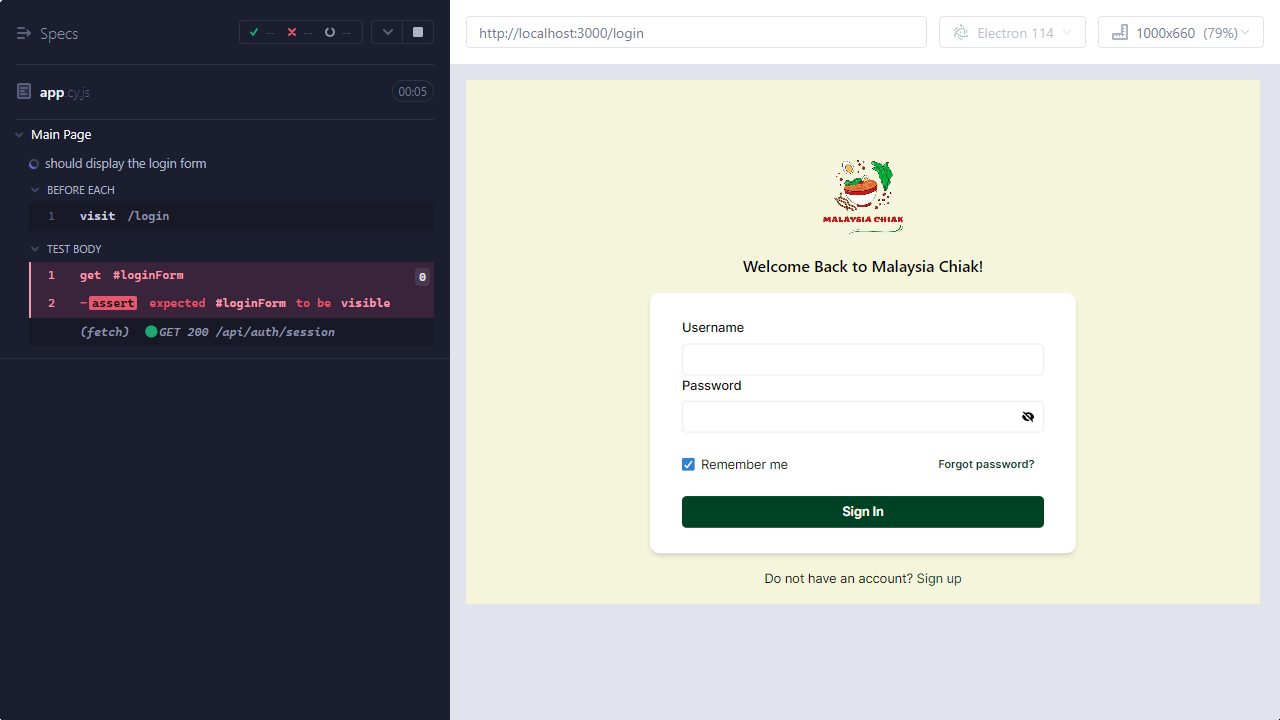 Specs
-- -- --
app.cy.js
00:05
Main Page
should display the login form
BEFORE EACH
1 visit /login
TEST BODY
1 get #loginForm 0
2 -assert expected #loginForm to be visible
(fetch) GET 200 /api/auth/session
http://localhost:3000/login
Electron 114
1000x660 (79%)
MALAYSIA CHIAK
Welcome Back to Malaysia Chiak!
Username
Password
Remember me
Forgot password?
Sign In
Do not have an account? Sign up